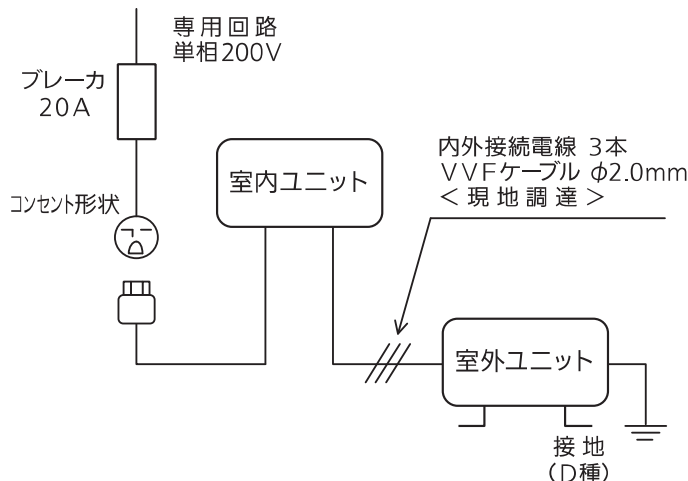 専用回路
単相200V
ブレーカ
20A
コンセント形状
室内ユニット
内外接続電線 3本
VVFケーブル φ2.0mm
<現地調達>
室外ユニット
接地
(D種)